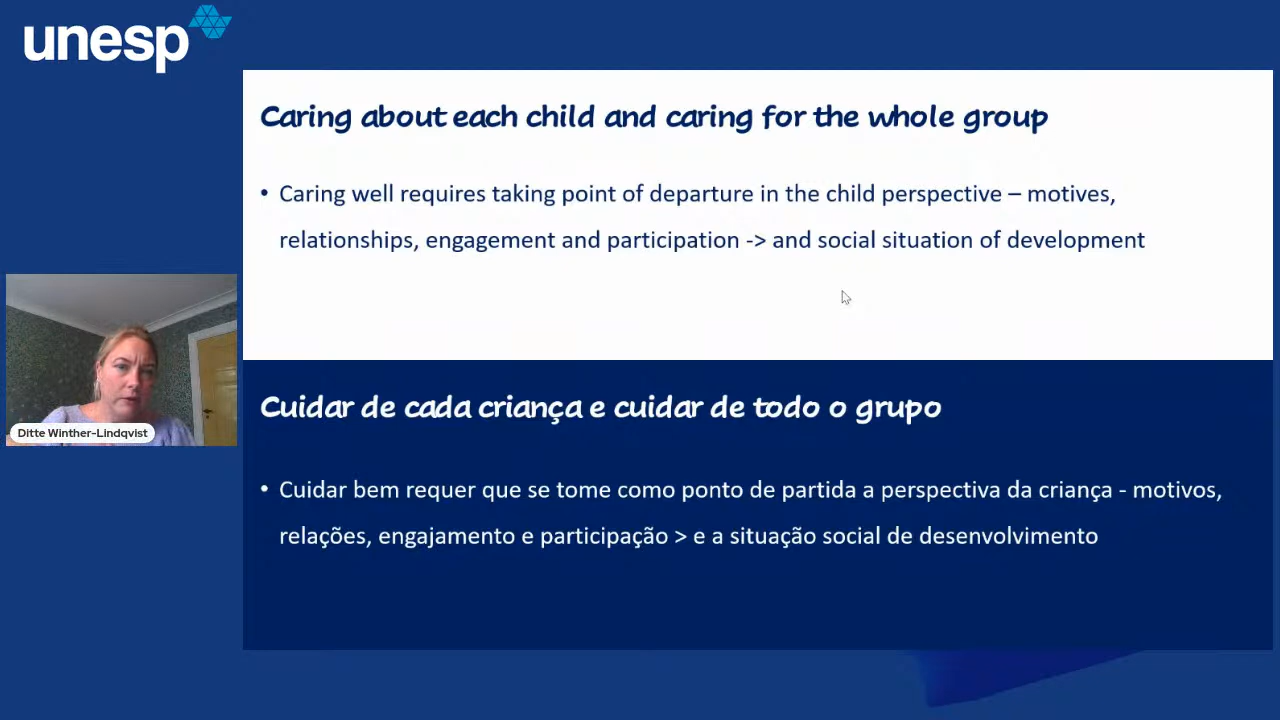 unesp
Caring about each child and caring for the whole group
• Caring well requires taking point of departure in the child perspective – motives,
relationships, engagement and participation -> and social situation of development
Ditte Winther-Lindqvist
Cuidar de cada criança e cuidar de todo o grupo
• Cuidar bem requer que se tome como ponto de partida a perspectiva da criança - motivos,
relações, engajamento e participação > e a situação social de desenvolvimento